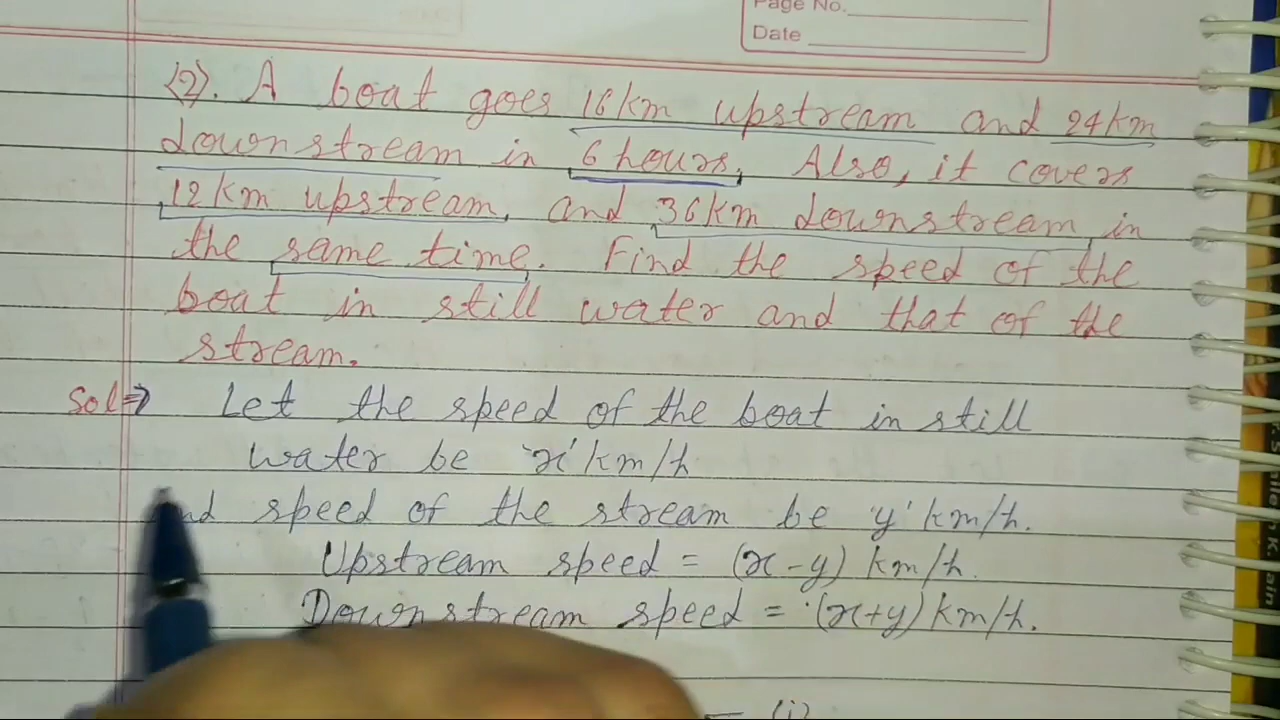 Page No.
Date
(2). A boat goes 16km upstream and 24km
downstream in 6 hours. Also, it covers
12km upstream, and 36km downstream in
the same time. Find the speed of the
boat in still water and that of the
stream.
Sol⇒ Let the speed of the boat in still
water be 'x' km/h
nd speed of the stream be 'y' km/h.
Upstream speed = (x-y) km/h.
Downstream speed = (x+y) km/h.
(i)